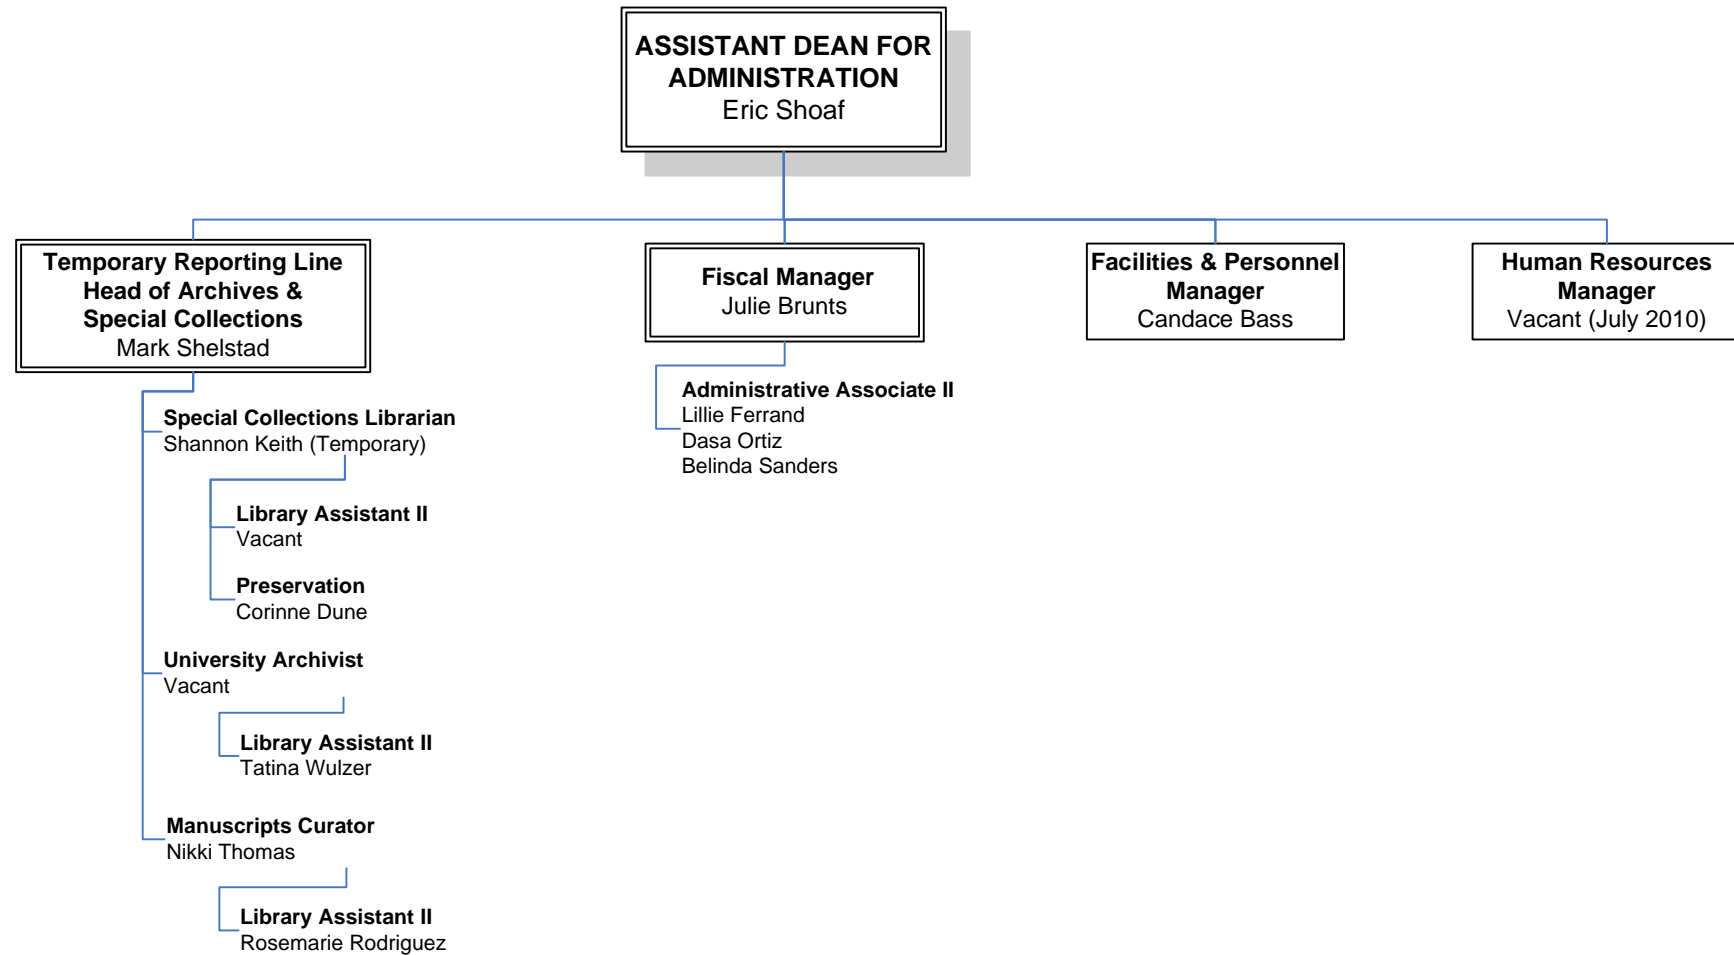 ASSISTANT DEAN FOR
ADMINISTRATION
Eric Shoaf
Temporary Reporting Line
Head of Archives &
Special Collections
Mark Shelstad
Fiscal Manager
Julie Brunts
Facilities & Personnel
Manager
Candace Bass
Human Resources
Manager
Vacant (July 2010)
Special Collections Librarian
Shannon Keith (Temporary)
Library Assistant II
Vacant
Preservation
Corinne Dune
University Archivist
Vacant
Library Assistant II
Tatina Wulzer
Manuscripts Curator
Nikki Thomas
Library Assistant II
Rosemarie Rodriguez
Administrative Associate II
Lillie Ferrand
Dasa Ortiz
Belinda Sanders